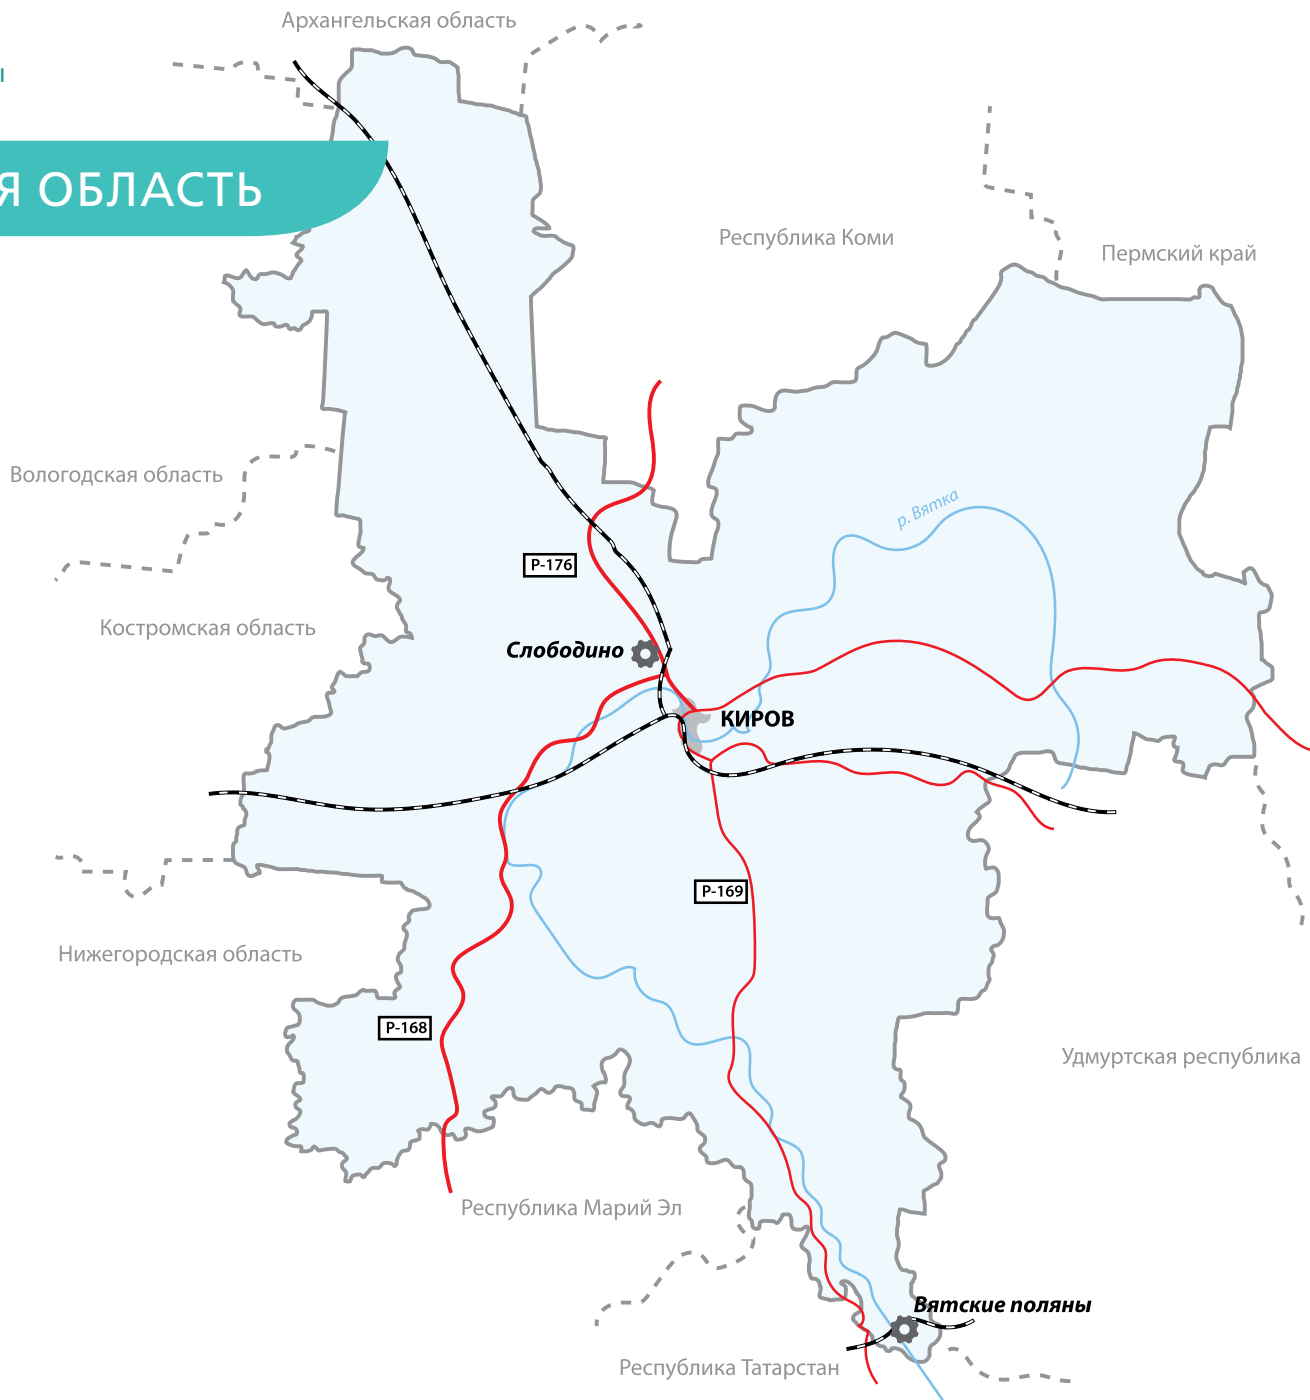 Архангельская область
Я ОБЛАСТЬ
Республика Коми
Пермский край
Вологодская область
р. Вятка
Р-176
Костромская область
Слободино
КИРОВ
Р-169
Нижегородская область
Р-168
Удмуртская республика
Республика Марий Эл
Вятские поляны
Республика Татарстан